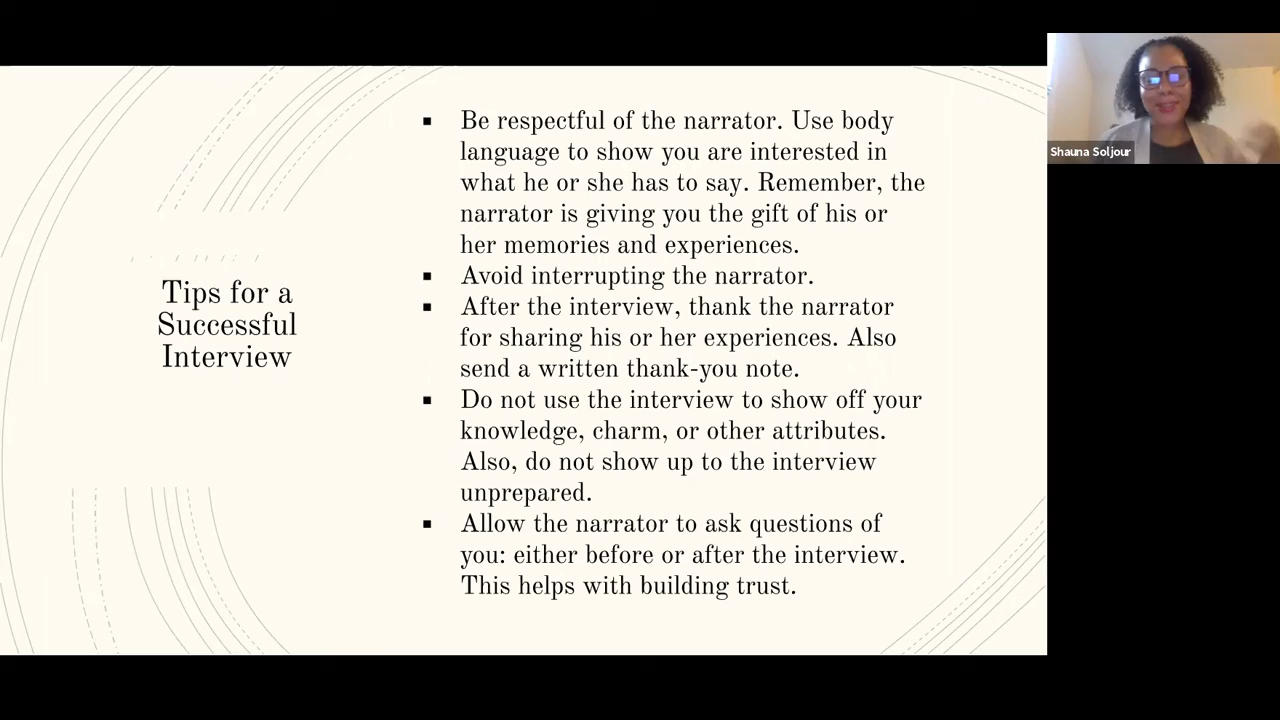 Tips for a
Successful
Interview
▪ Be respectful of the narrator. Use body
language to show you are interested in
what he or she has to say. Remember, the
narrator is giving you the gift of his or
her memories and experiences.
▪ Avoid interrupting the narrator.
▪ After the interview, thank the narrator
for sharing his or her experiences. Also
send a written thank-you note.
▪ Do not use the interview to show off your
knowledge, charm, or other attributes.
Also, do not show up to the interview
unprepared.
▪ Allow the narrator to ask questions of
you: either before or after the interview.
This helps with building trust.
Shauna Soljour